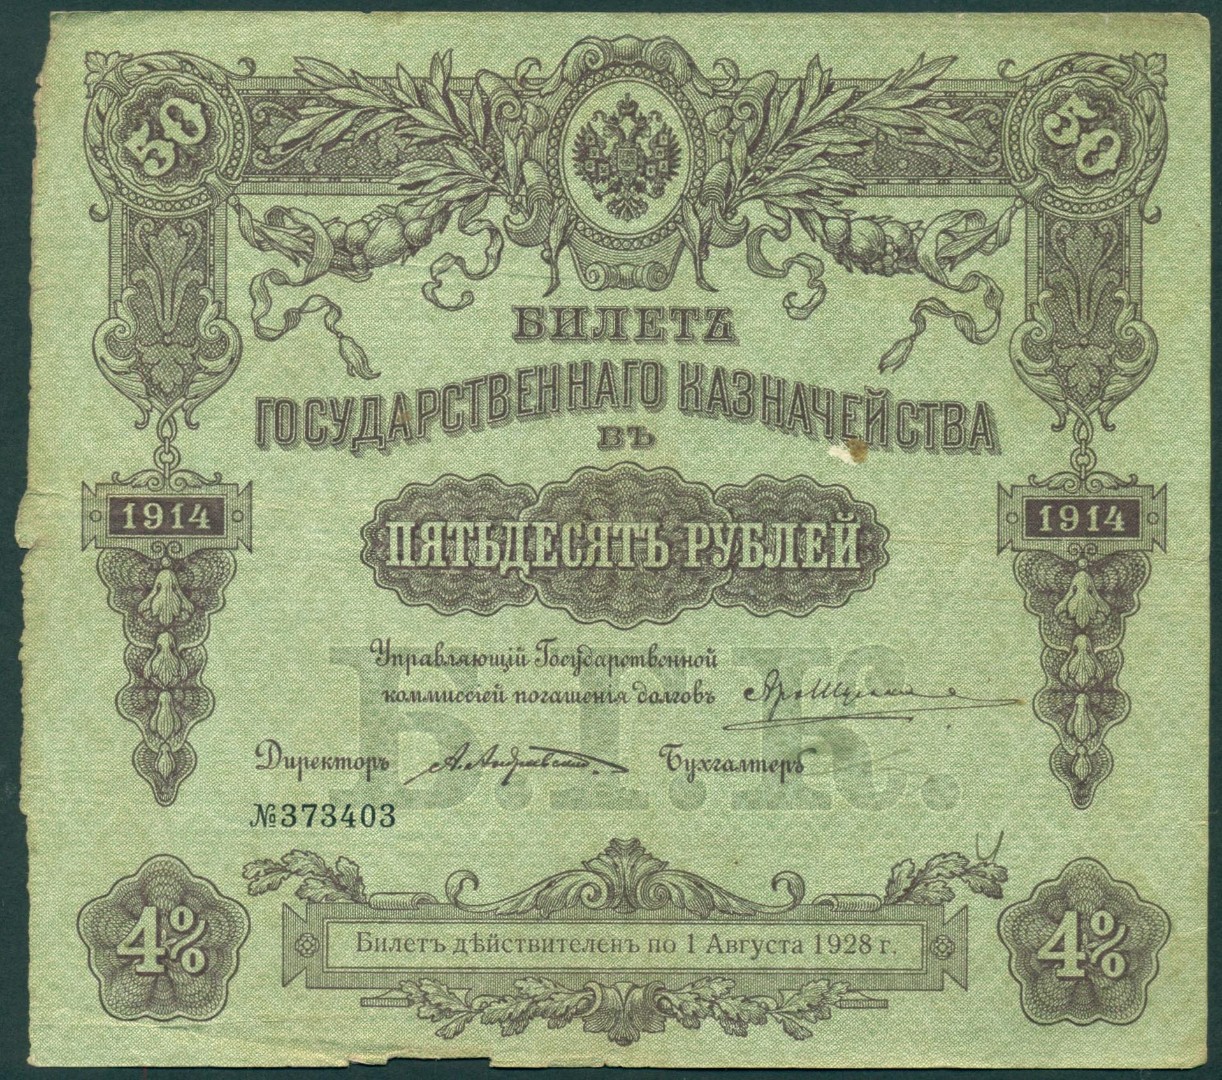 50 50
БИЛЕТЪ
ГОСУДАРСТВЕННАГО КАЗНАЧЕЙСТВА
ВЪ
1914 1914
ПЯТЬДЕСЯТЪ РУБЛЕЙ
Управляющій Государственной
коммиссіей погашенія долговъ
Б.Г.К.
Директоръ Бухгалтеръ
№373403
4% 4%
Билетъ дѣйствителенъ по 1 Августа 1928 г.